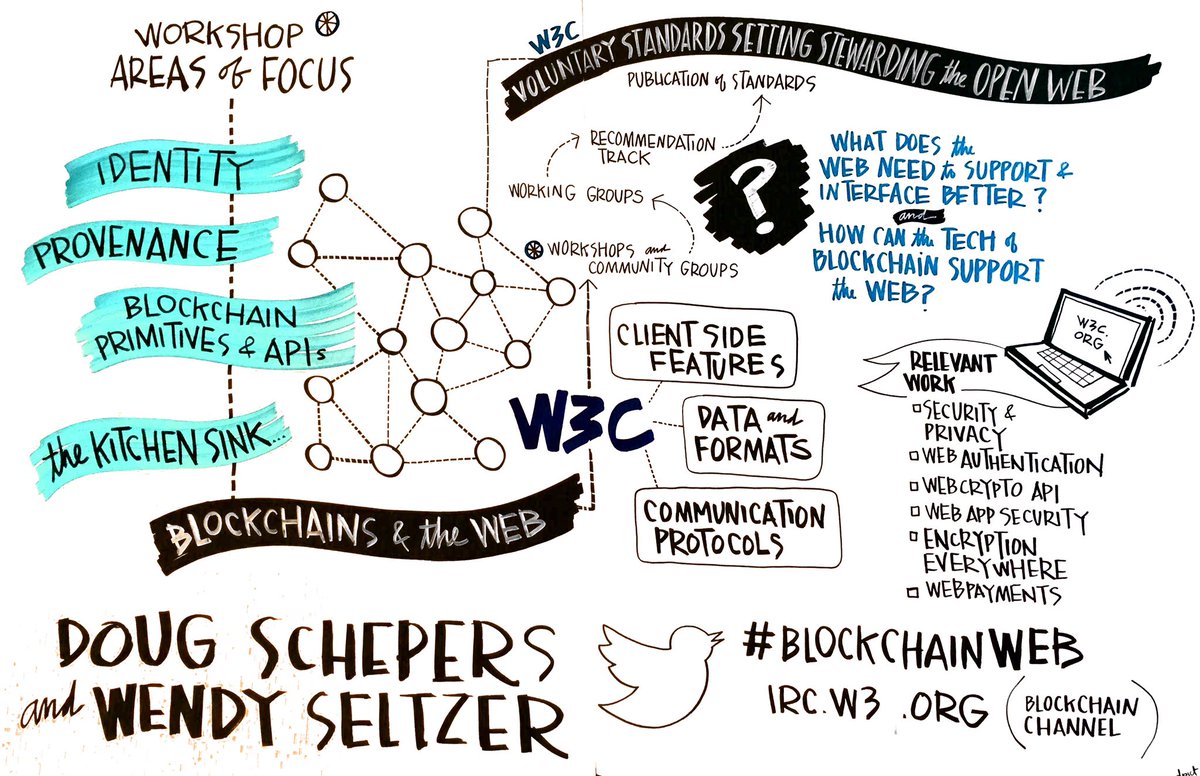 WORKSHOP
AREAS of FOCUS
IDENTITY
PROVENANCE
BLOCKCHAIN
PRIMITIVES & APIs
the KITCHEN SINK...
BLOCKCHAINS & the WEB
W3C
VOLUNTARY STANDARDS SETTING STEWARDING the OPEN WEB
PUBLICATION of STANDARDS
RECOMMENDATION
TRACK
WORKING GROUPS
WORKSHOPS and
COMMUNITY GROUPS
?
WHAT DOES the
WEB NEED to SUPPORT &
INTERFACE BETTER?
and
HOW CAN the TECH of
BLOCKCHAIN SUPPORT
the WEB?
W3C
CLIENT SIDE
FEATURES
DATA and
FORMATS
COMMUNICATION
PROTOCOLS
W3C.
ORG
RELEVANT
WORK
SECURITY &
PRIVACY
WEB AUTHENTICATION
WEB CRYPTO API
WEB APP SECURITY
ENCRYPTION
EVERYWHERE
WEB PAYMENTS
DOUG SCHEPERS
and WENDY SELTZER
#BLOCKCHAINWEB
IRC.W3.ORG
(BLOCKCHAIN
CHANNEL)